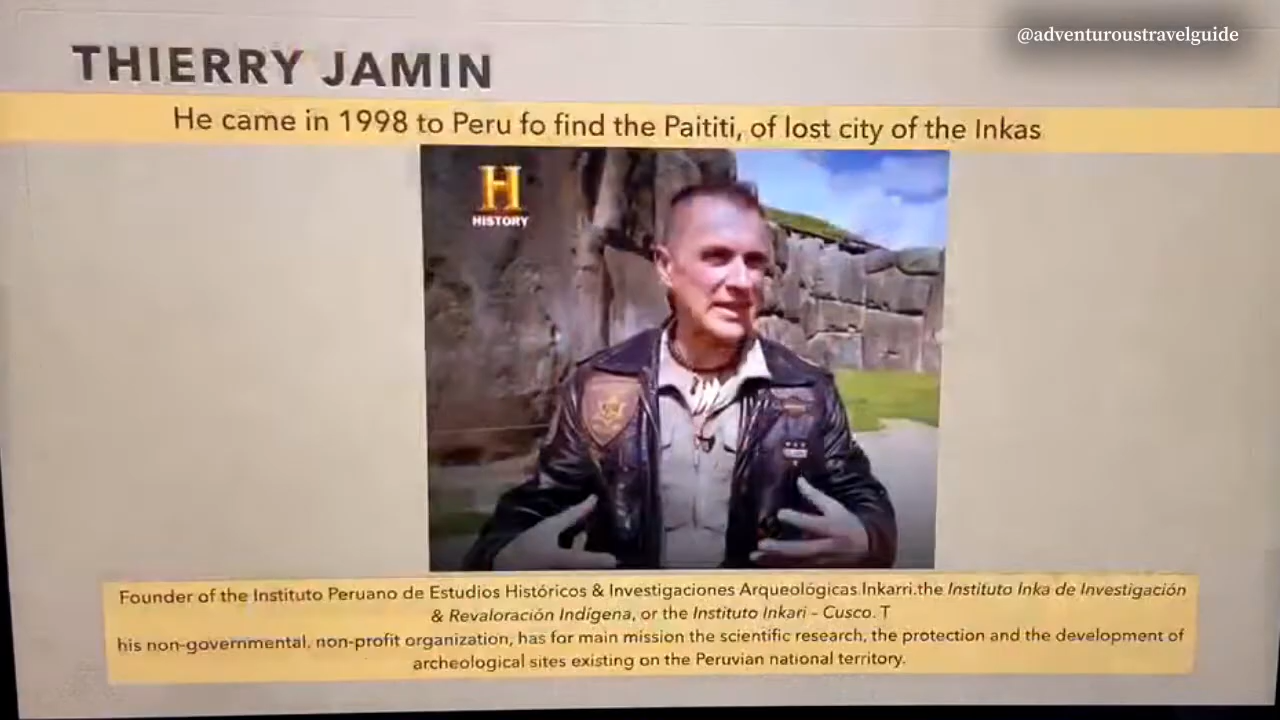 @adventuroustravelguide
THIERRY JAMIN
He came in 1998 to Peru fo find the Paititi, of lost city of the Inkas
H
HISTORY
Founder of the Instituto Peruano de Estudios Históricos & Investigaciones Arqueológicas Inkarri.the Instituto Inka de Investigación
& Revaloración Indígena, or the Instituto Inkari - Cusco. T
his non-governmental, non-profit organization, has for main mission the scientific research, the protection and the development of
archeological sites existing on the Peruvian national territory.